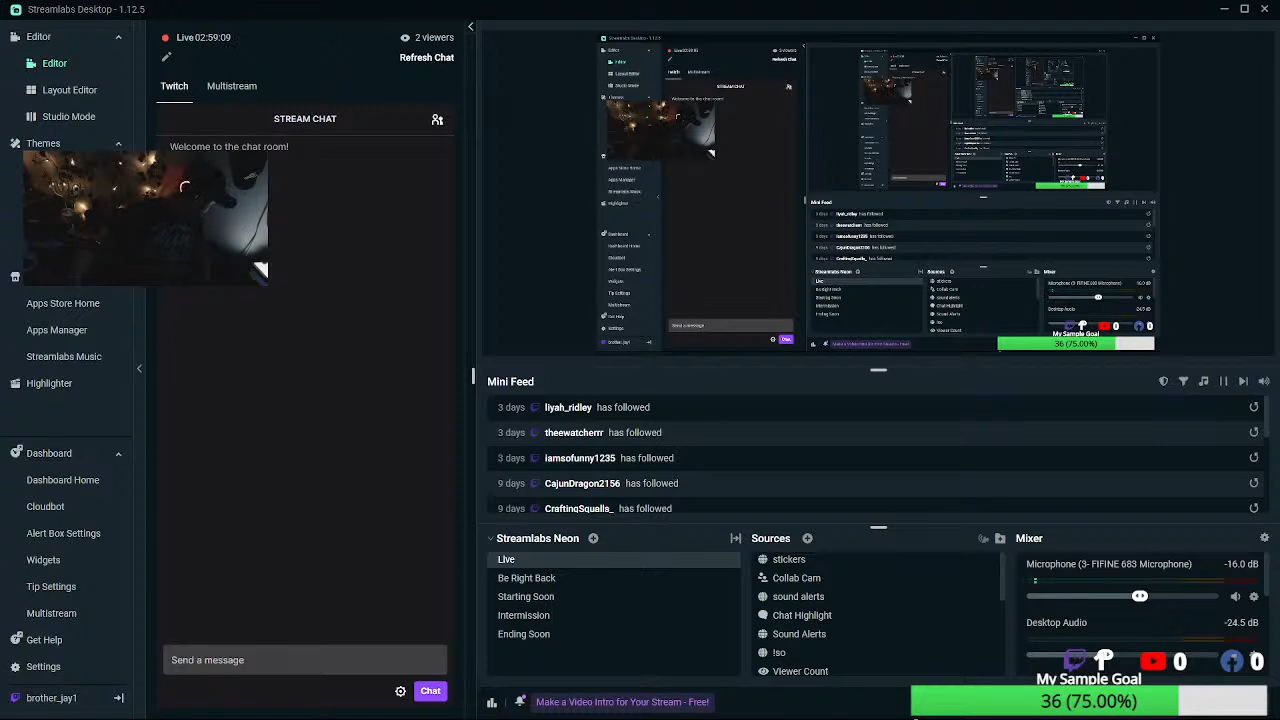 Streamlabs Desktop - 1.12.5
Editor
Editor
Layout Editor
Studio Mode
Themes
Apps Store Home
Apps Manager
Streamlabs Music
Highlighter
Dashboard
Dashboard Home
Cloudbot
Alert Box Settings
Widgets
Tip Settings
Multistream
Get Help
Settings
brother_jay1
Live 02:59:09
2 viewers
Refresh Chat
Twitch
Multistream
STREAM CHAT
Welcome to the chat room!
Send a message
Chat
Mini Feed
3 days liyah_ridley has followed
3 days theewatcherrr has followed
3 days iamsofunny1235 has followed
9 days CajunDragon2156 has followed
9 days CraftingSqualls_ has followed
Streamlabs Neon
Live
Be Right Back
Starting Soon
Intermission
Ending Soon
Sources
stickers
Collab Cam
sound alerts
Chat Highlight
Sound Alerts
!so
Viewer Count
Mixer
Microphone (3- FIFINE 683 Microphone) -16.0 dB
Desktop Audio -24.5 dB
0 0
My Sample Goal
36 (75.00%)
Make a Video Intro for Your Stream - Free!